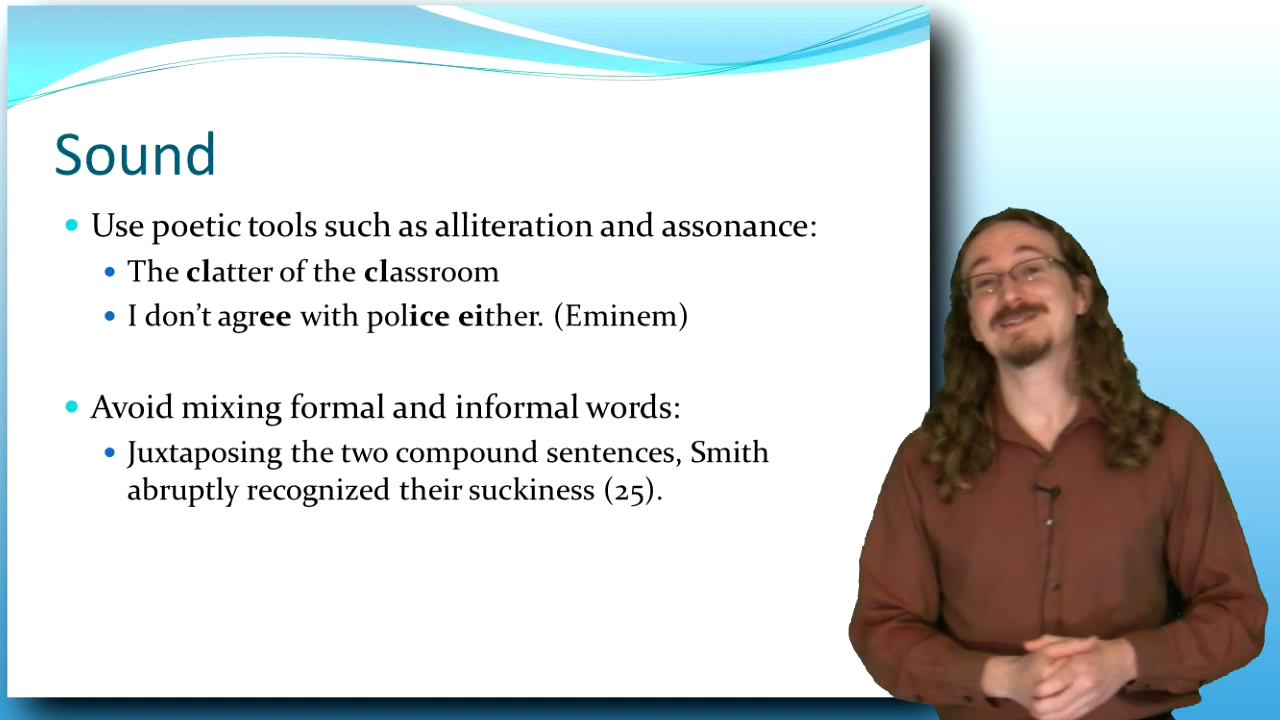 Sound
Use poetic tools such as alliteration and assonance:
The clatter of the classroom
I don't agree with police either. (Eminem)
Avoid mixing formal and informal words:
Juxtaposing the two compound sentences, Smith
abruptly recognized their suckiness (25).